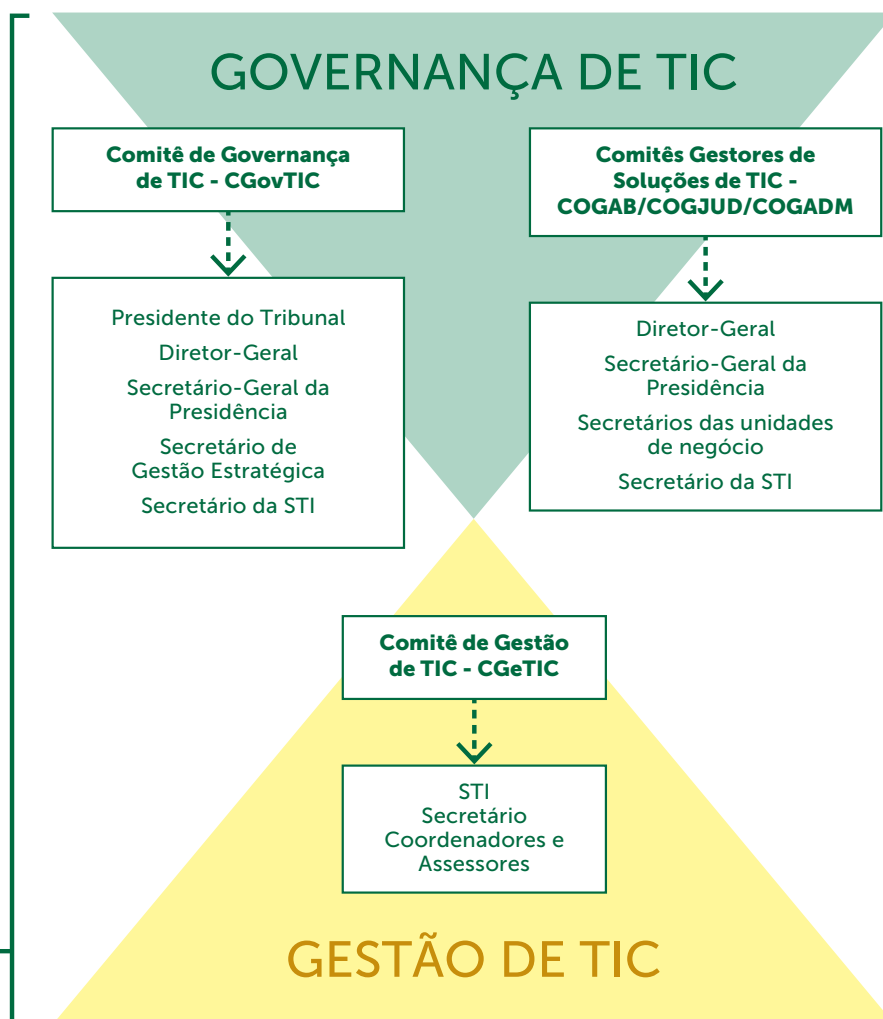 GOVERNANÇA DE TIC
Comitê de Governança
de TIC - CGovTIC
Presidente do Tribunal
Diretor-Geral
Secretário-Geral da
Presidência
Secretário de
Gestão Estratégica
Secretário da STI
Comitês Gestores de
Soluções de TIC -
COGAB/COGJUD/COGADM
Diretor-Geral
Secretário-Geral da
Presidência
Secretários das unidades
de negócio
Secretário da STI
Comitê de Gestão
de TIC - CGeTIC
STI
Secretário
Coordenadores e
Assessores
GESTÃO DE TIC